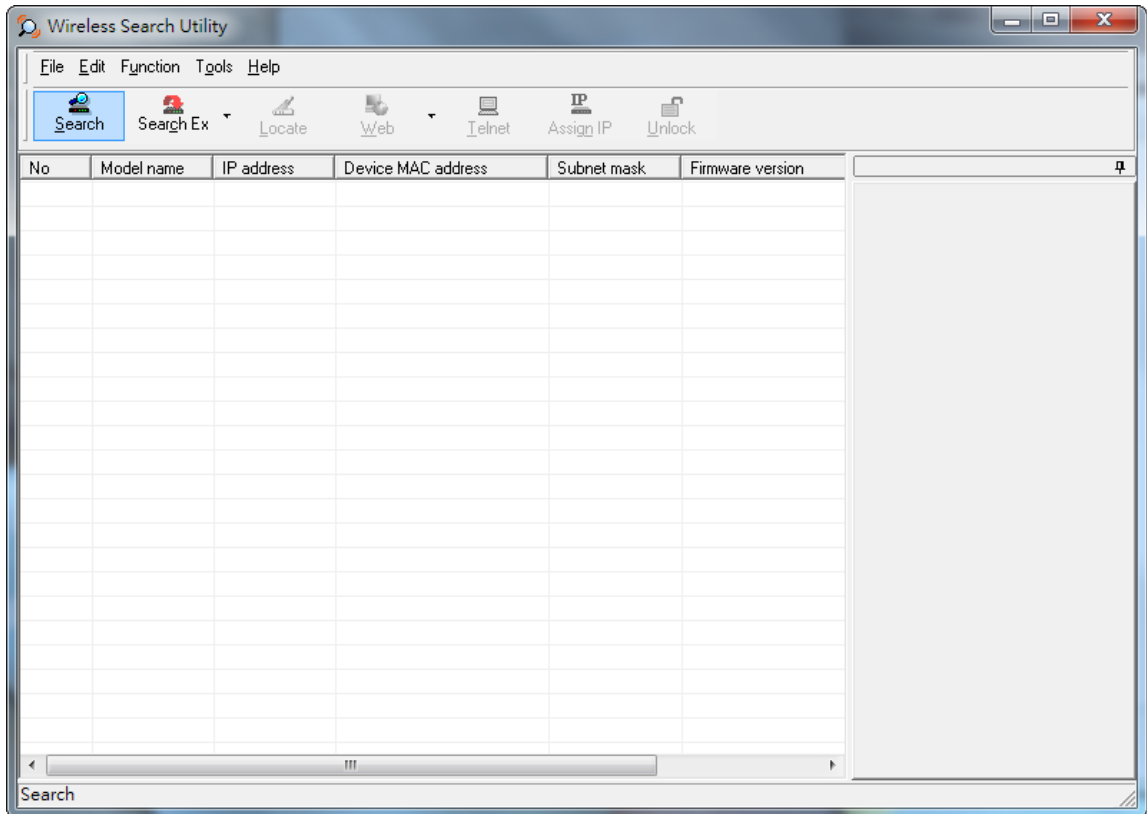 Wireless Search Utility
File Edit Function Tools Help
Search Search Ex Locate Web Telnet IP Assign IP Unlock
No Model name IP address Device MAC address Subnet mask Firmware version
Search